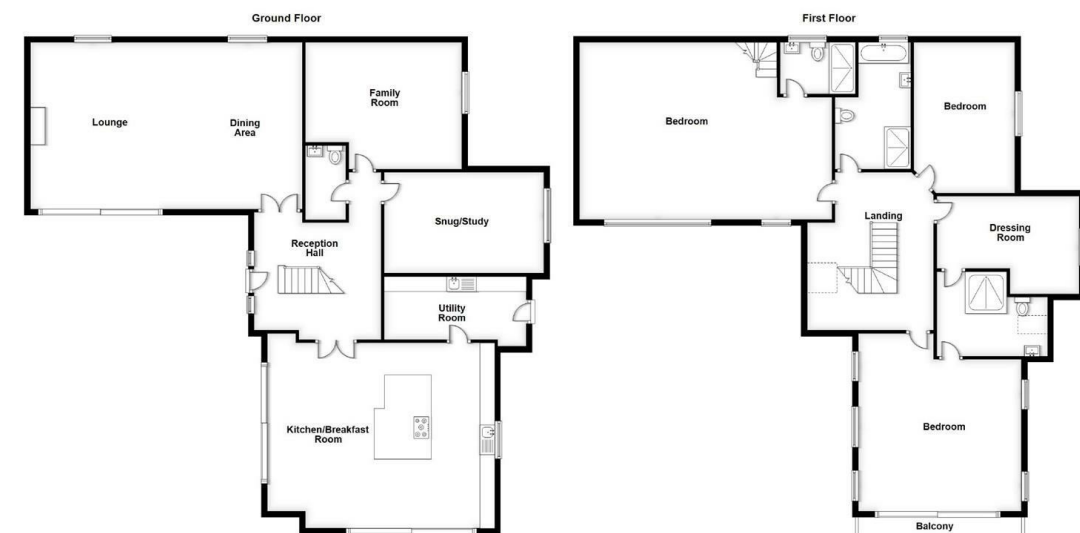 Ground Floor
Lounge
Dining
Area
Family
Room
Snug/Study
Reception
Hall
Utility
Room
Kitchen/Breakfast
Room
First Floor
Bedroom
Bedroom
Landing
Dressing
Room
Bedroom
Balcony